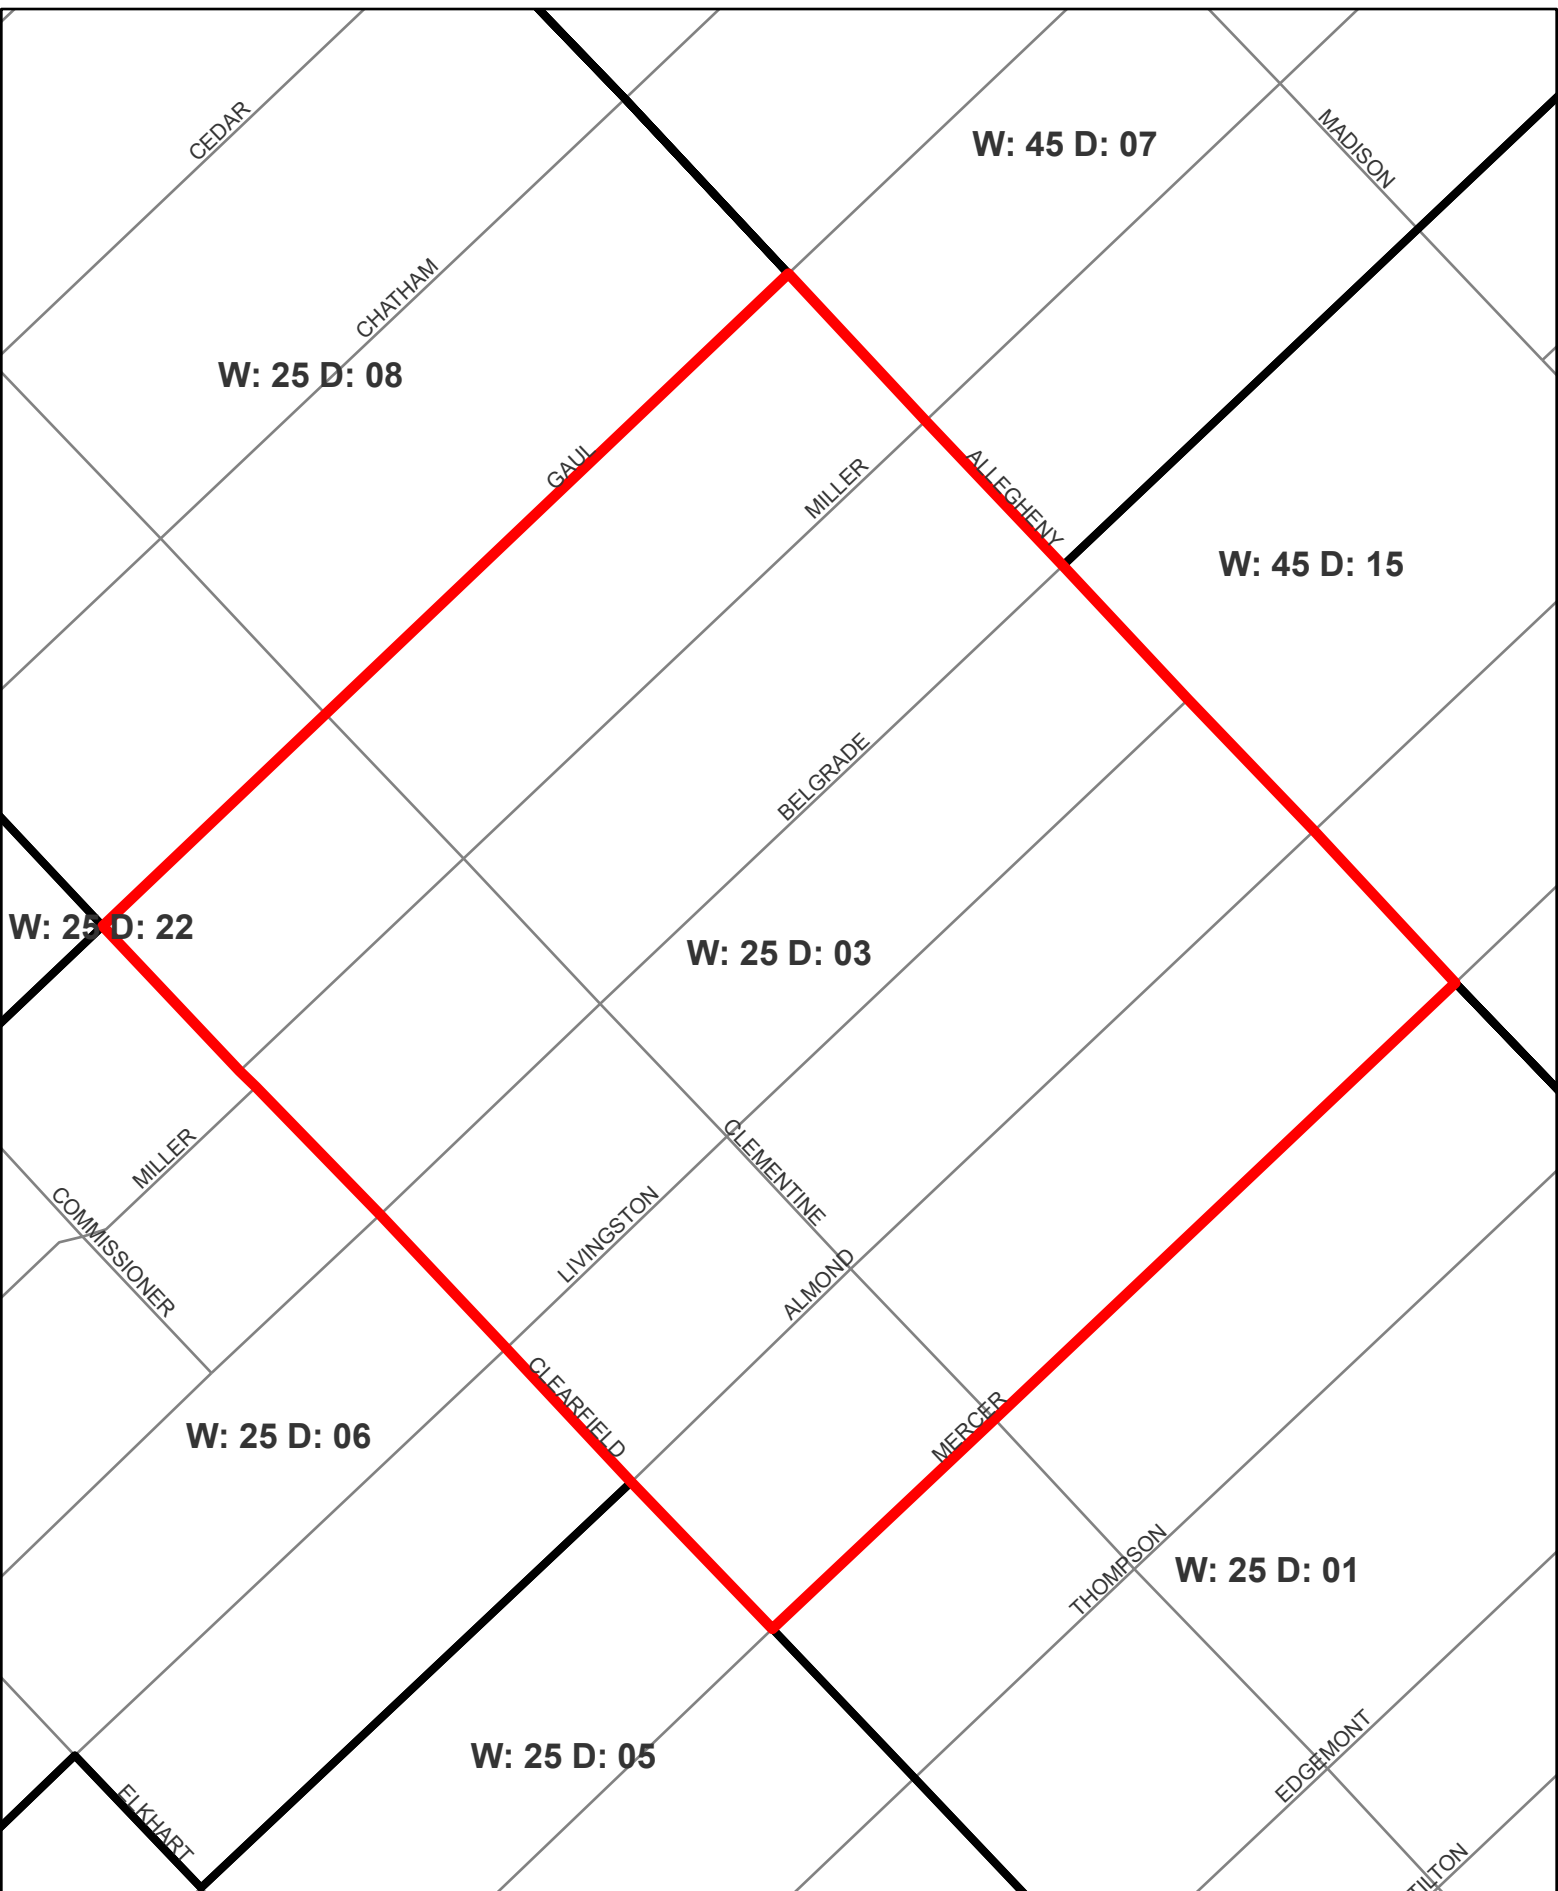 CEDAR
W: 45 D: 07
MADISON
CHATHAM
W: 25 D: 08
GAUL
MILLER
ALLEGHENY
W: 45 D: 15
BELGRADE
W: 25 D: 22
W: 25 D: 03
MILLER
COMMISSIONER
CLEMENTINE
LIVINGSTON
ALMOND
CLEARFIELD
MERCER
W: 25 D: 06
THOMPSON
W: 25 D: 01
W: 25 D: 05
EDGEMONT
ELKHART
TILTON